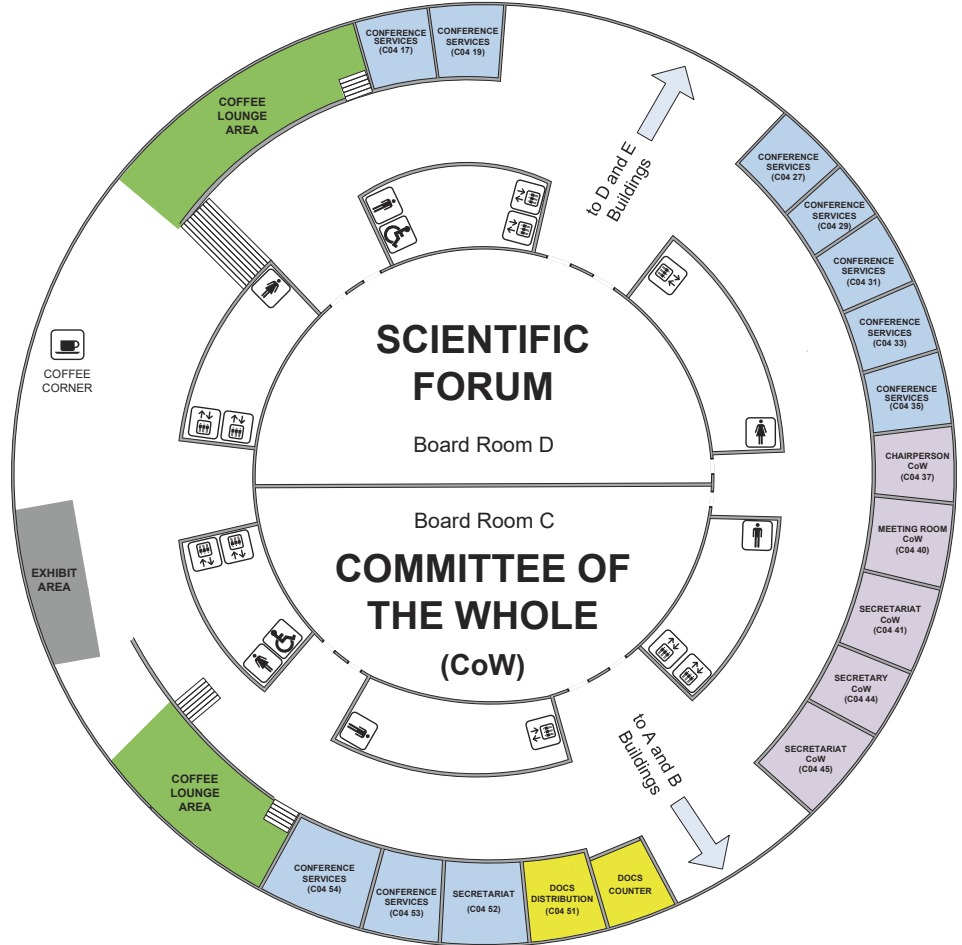 CONFERENCE
SERVICES
(C04 17)
CONFERENCE
SERVICES
(C04 19)
COFFEE
LOUNGE
AREA
to D and E
Buildings
CONFERENCE
SERVICES
(C04 27)
CONFERENCE
SERVICES
(C04 29)
CONFERENCE
SERVICES
(C04 31)
CONFERENCE
SERVICES
(C04 33)
CONFERENCE
SERVICES
(C04 35)
COFFEE
CORNER
SCIENTIFIC
FORUM
Board Room D
CHAIRPERSON
CoW
(C04 37)
Board Room C
COMMITTEE OF
THE WHOLE
(CoW)
MEETING ROOM
CoW
(C04 40)
EXHIBIT
AREA
SECRETARIAT
CoW
(C04 41)
SECRETARY
CoW
(C04 44)
SECRETARIAT
CoW
(C04 45)
to A and B
Buildings
COFFEE
LOUNGE
AREA
CONFERENCE
SERVICES
(C04 54)
CONFERENCE
SERVICES
(C04 53)
SECRETARIAT
(C04 52)
DOCS
DISTRIBUTION
(C04 51)
DOCS
COUNTER